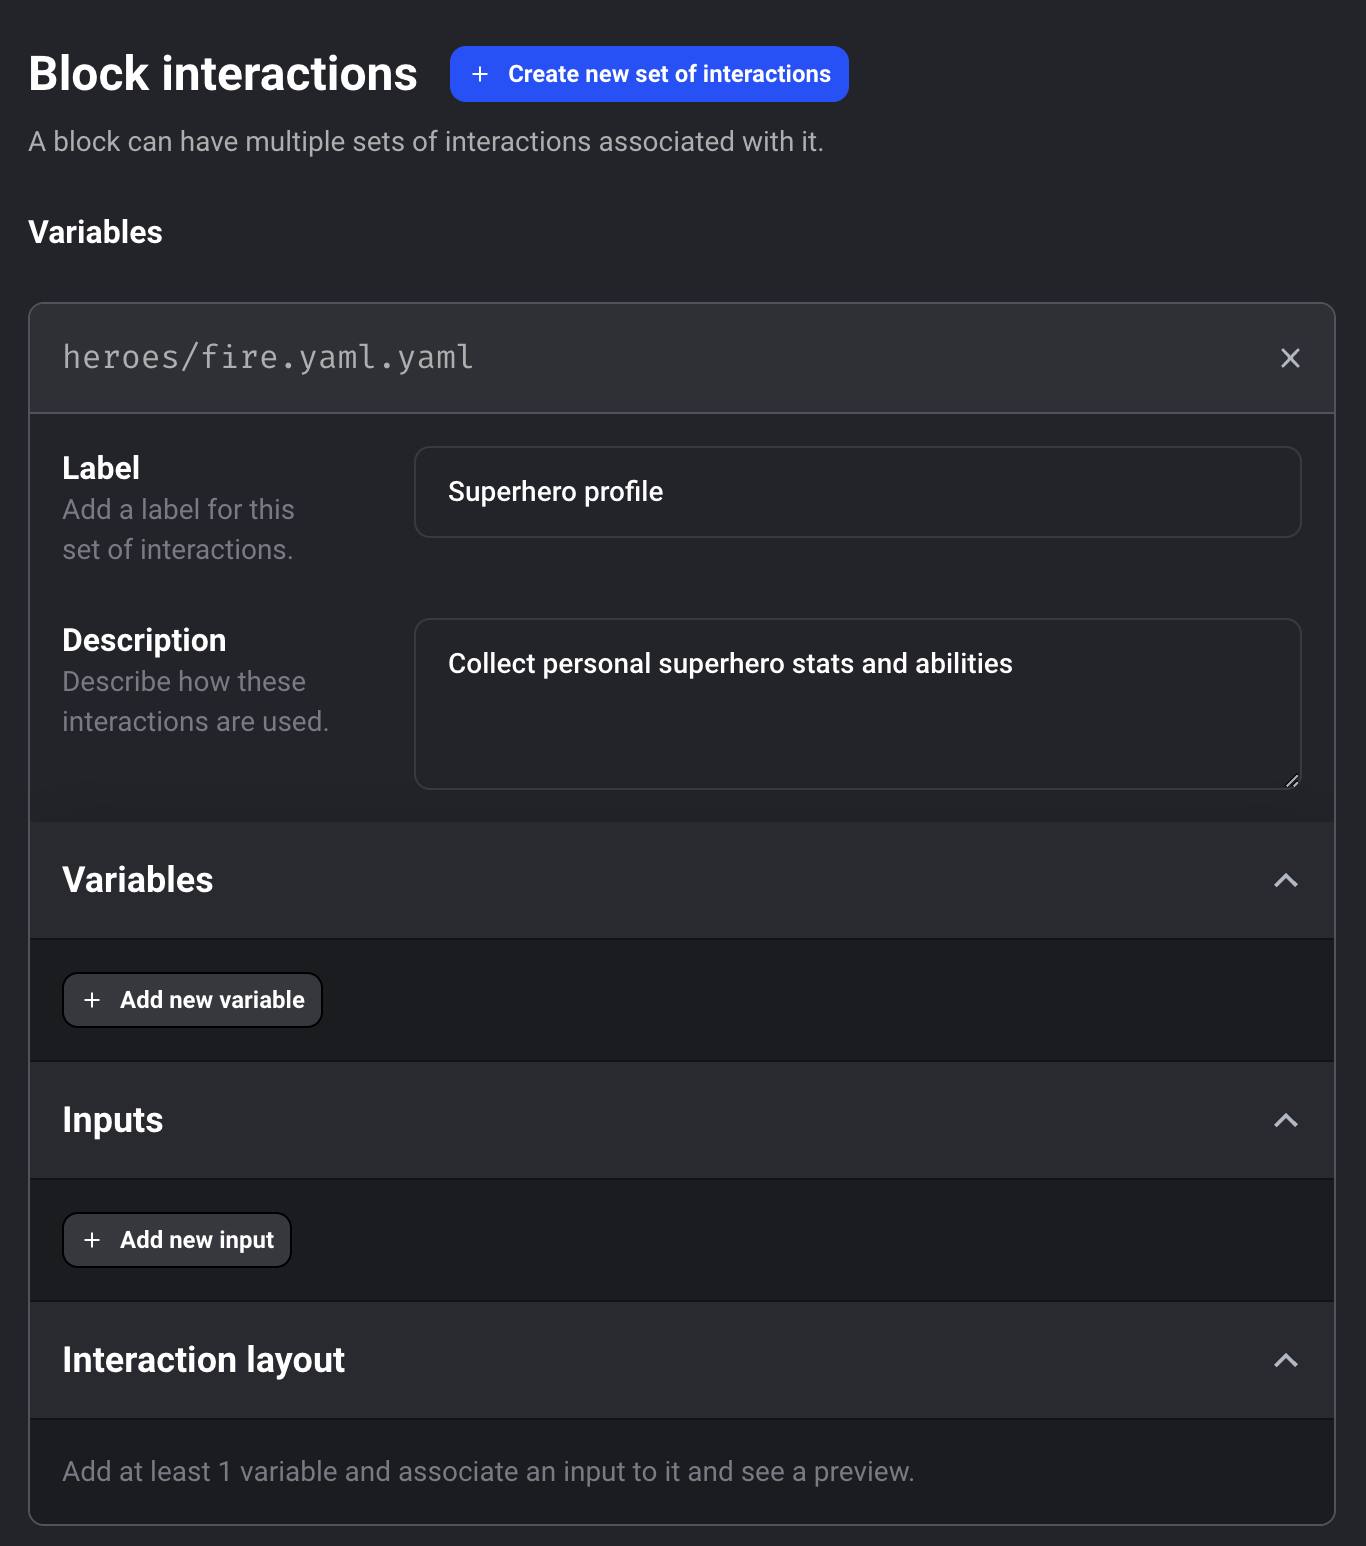 Block interactions
+ Create new set of interactions
A block can have multiple sets of interactions associated with it.
Variables
heroes/fire.yaml.yaml
Label
Add a label for this
set of interactions.
Superhero profile
Description
Describe how these
interactions are used.
Collect personal superhero stats and abilities
Variables
+ Add new variable
Inputs
+ Add new input
Interaction layout
Add at least 1 variable and associate an input to it and see a preview.